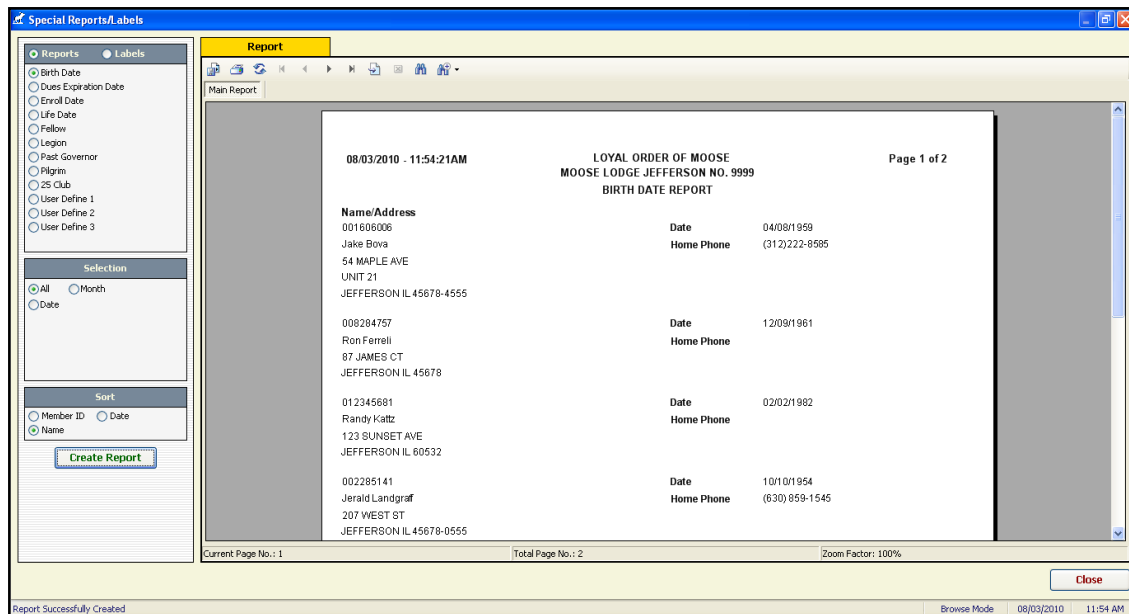 Special Reports/Labels
Reports Labels
Birth Date
Dues Expiration Date
Enroll Date
Life Date
Fellow
Legion
Past Governor
Pilgrim
25 Club
User Define 1
User Define 2
User Define 3
Selection
All Month
Date
Sort
Member ID Date
Name
Create Report
Report
Main Report
08/03/2010 - 11:54:21AM LOYAL ORDER OF MOOSE Page 1 of 2
MOOSE LODGE JEFFERSON NO. 9999
BIRTH DATE REPORT
Name/Address
001606006 Date 04/08/1959
Jake Bova Home Phone (312)222-8585
54 MAPLE AVE
UNIT 21
JEFFERSON IL 45678-4555
008284757 Date 12/09/1961
Ron Ferreli Home Phone
87 JAMES CT
JEFFERSON IL 45678
012345681 Date 02/02/1982
Randy Kattz Home Phone
123 SUNSET AVE
JEFFERSON IL 60532
002285141 Date 10/10/1954
Jerald Landgraff Home Phone (630) 859-1545
207 WEST ST
JEFFERSON IL 45678-0555
Current Page No.: 1 Total Page No.: 2 Zoom Factor: 100%
Close
Report Successfully Created Browse Mode 08/03/2010 11:54 AM